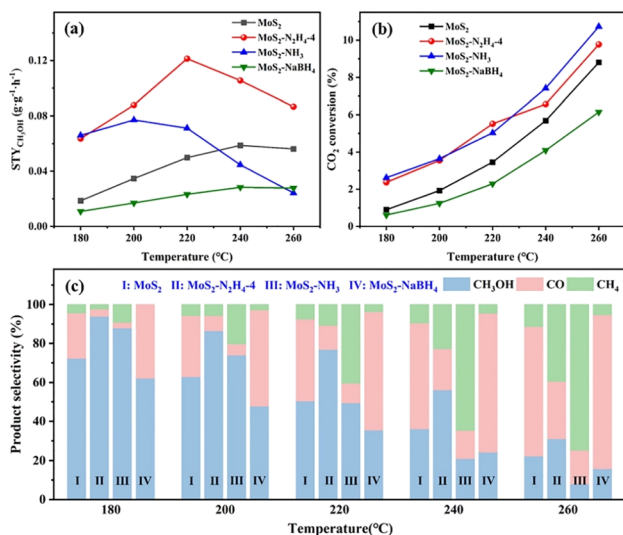 (a)
MoS2
MoS2-N2H4-4
MoS2-NH3
MoS2-NaBH4
STYCH3OH (g·g-1·h-1)
0.12
0.08
0.04
0.00
180 200 220 240 260
Temperature (°C)
(b)
MoS2
MoS2-N2H4-4
MoS2-NH3
MoS2-NaBH4
CO2 conversion (%)
10
8
6
4
2
0
180 200 220 240 260
Temperature (°C)
(c)
I: MoS2 II: MoS2-N2H4-4 III: MoS2-NH3 IV: MoS2-NaBH4
CH3OH CO CH4
Product selectivity (%)
100
80
60
40
20
0
I II III IV I II III IV I II III IV I II III IV I II III IV
180 200 220 240 260
Temperature(°C)